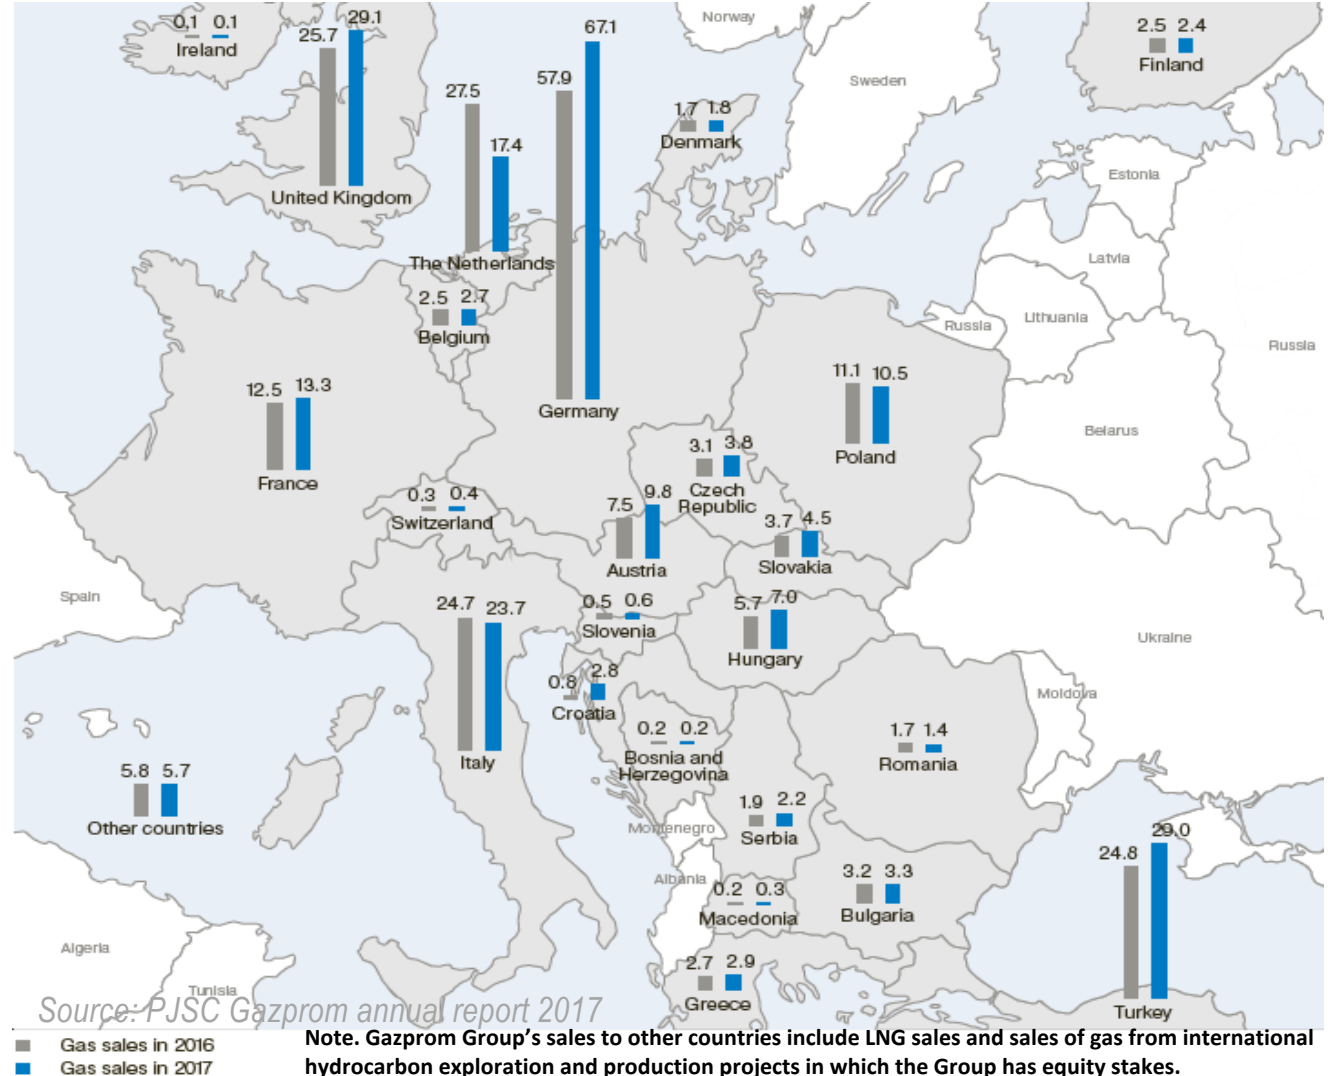 0.1 0.1
Ireland
25.7 29.1
United Kingdom
27.5 17.4
The Netherlands
57.9 67.1
Germany
Norway
Sweden
2.5 2.4
Finland
1.7 1.8
Denmark
Estonia
Latvia
Lithuania
Russia
Russia
Belarus
2.5 2.7
Belgium
12.5 13.3
France
11.1 10.5
Poland
3.1 3.8
Czech
Republic
0.3 0.4
Switzerland
7.5 9.8
Austria
3.7 4.5
Slovakia
Spain
24.7 23.7
Italy
0.5 0.6
Slovenia
5.7 7.0
Hungary
Ukraine
Moldova
0.8 2.8
Croatia
0.2 0.2
Bosnia and
Herzegovina
1.7 1.4
Romania
5.8 5.7
Other countries
1.9 2.2
Serbia
Montenegro
Albania
0.2 0.3
Macedonia
3.2 3.3
Bulgaria
24.8 29.0
Turkey
2.7 2.9
Greece
Algeria
Tunisia
Source: PJSC Gazprom annual report 2017
Gas sales in 2016
Gas sales in 2017
Note. Gazprom Group’s sales to other countries include LNG sales and sales of gas from international
hydrocarbon exploration and production projects in which the Group has equity stakes.